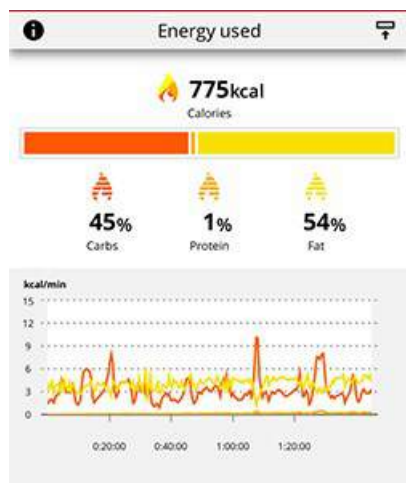 Energy used
775kcal
Calories
45% 1% 54%
Carbs Protein Fat
kcal/min
15
12
9
6
3
0
0:20:00 0:40:00 1:00:00 1:20:00